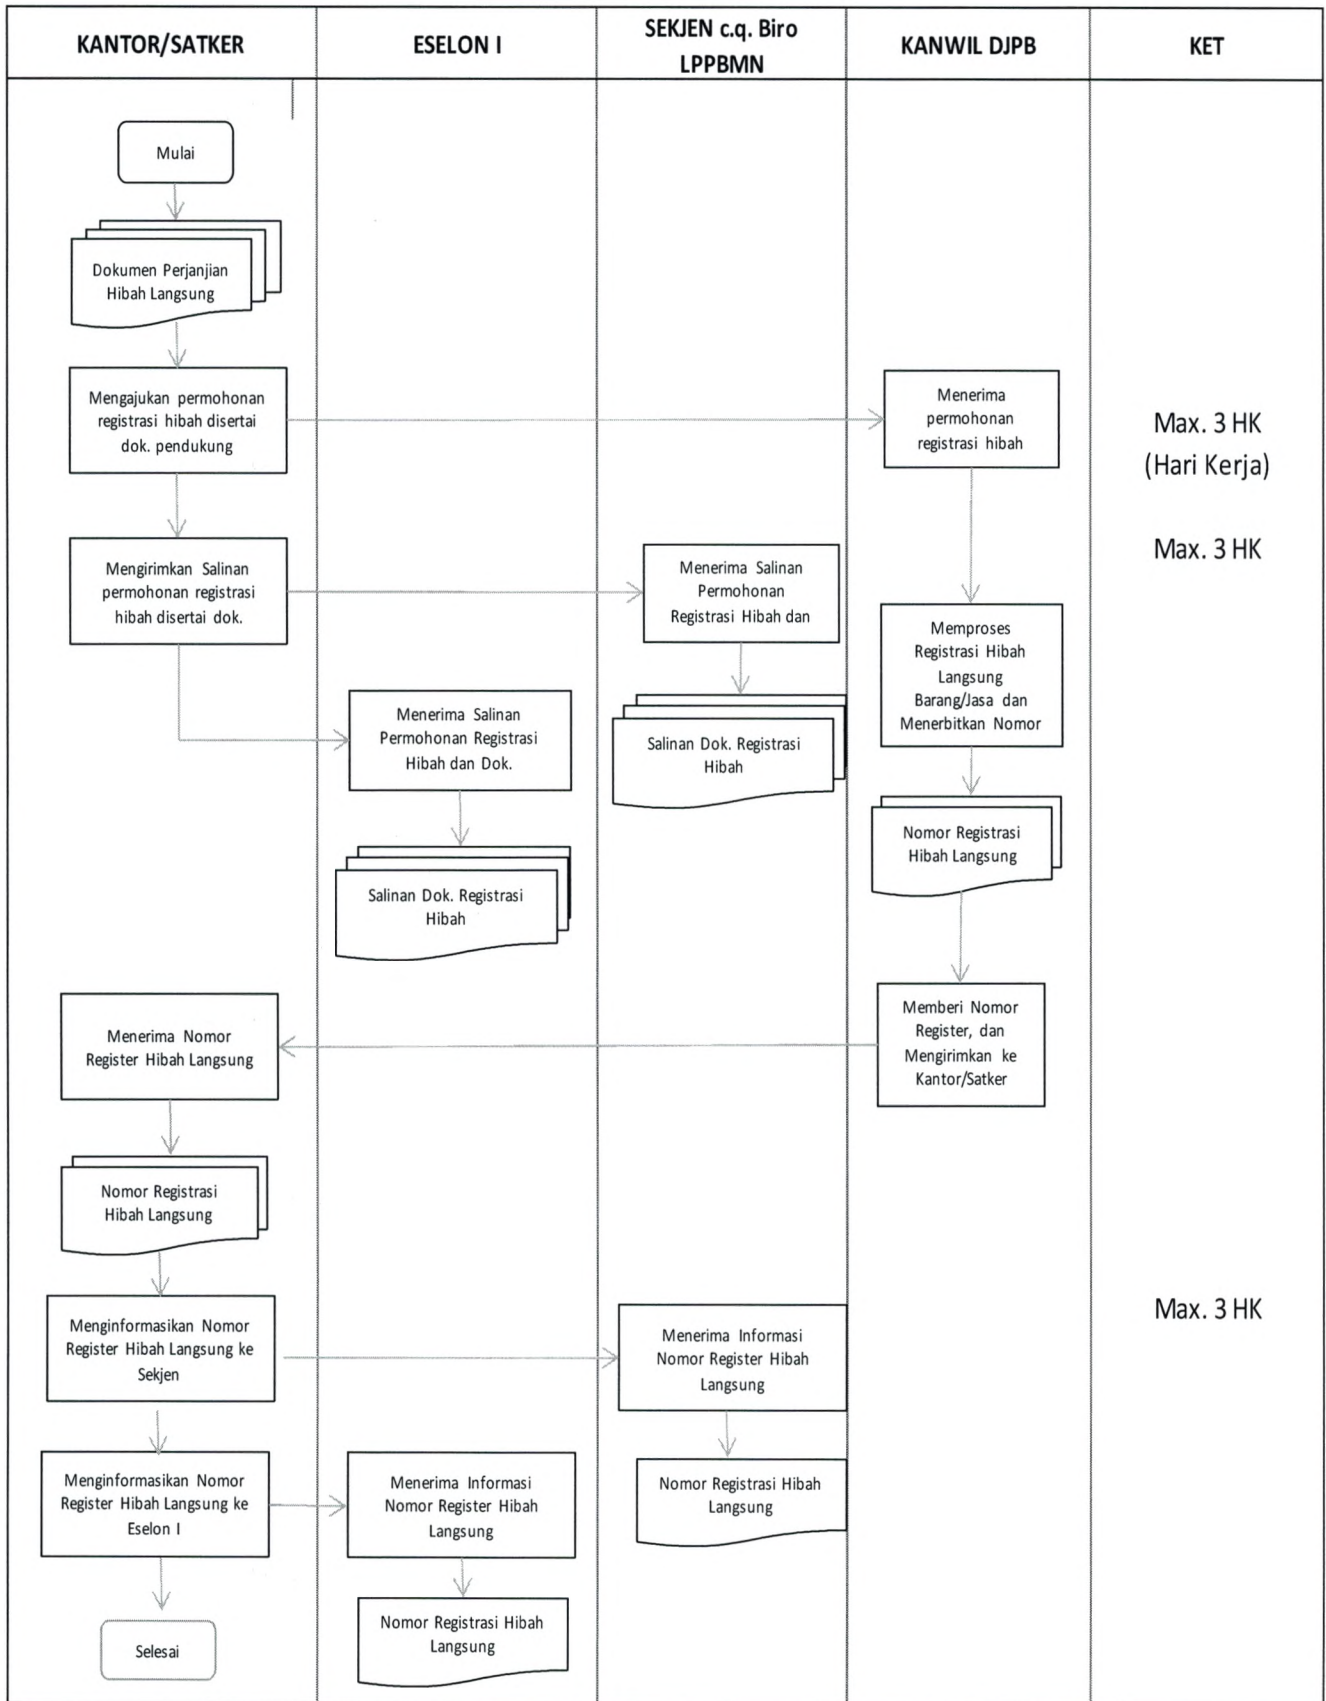 KANTOR/SATKER
ESELON I
SEKJEN c.q. Biro
LPPBMN
KANWIL DJPB
KET
Mulai
Dokumen Perjanjian
Hibah Langsung
Mengajukan permohonan
registrasi hibah disertai
dok. pendukung
Menerima
permohonan
registrasi hibah
Max. 3 HK
(Hari Kerja)
Mengirimkan Salinan
permohonan registrasi
hibah disertai dok.
Menerima Salinan
Permohonan
Registrasi Hibah dan
Max. 3 HK
Memproses
Registrasi Hibah
Langsung
Barang/Jasa dan
Menerbitkan Nomor
Menerima Salinan
Permohonan Registrasi
Hibah dan Dok.
Salinan Dok. Registrasi
Hibah
Nomor Registrasi
Hibah Langsung
Salinan Dok. Registrasi
Hibah
Memberi Nomor
Register, dan
Mengirimkan ke
Kantor/Satker
Menerima Nomor
Register Hibah Langsung
Nomor Registrasi
Hibah Langsung
Menginformasikan Nomor
Register Hibah Langsung ke
Sekjen
Menerima Informasi
Nomor Register Hibah
Langsung
Max. 3 HK
Menginformasikan Nomor
Register Hibah Langsung ke
Eselon I
Menerima Informasi
Nomor Register Hibah
Langsung
Nomor Registrasi Hibah
Langsung
Selesai
Nomor Registrasi Hibah
Langsung